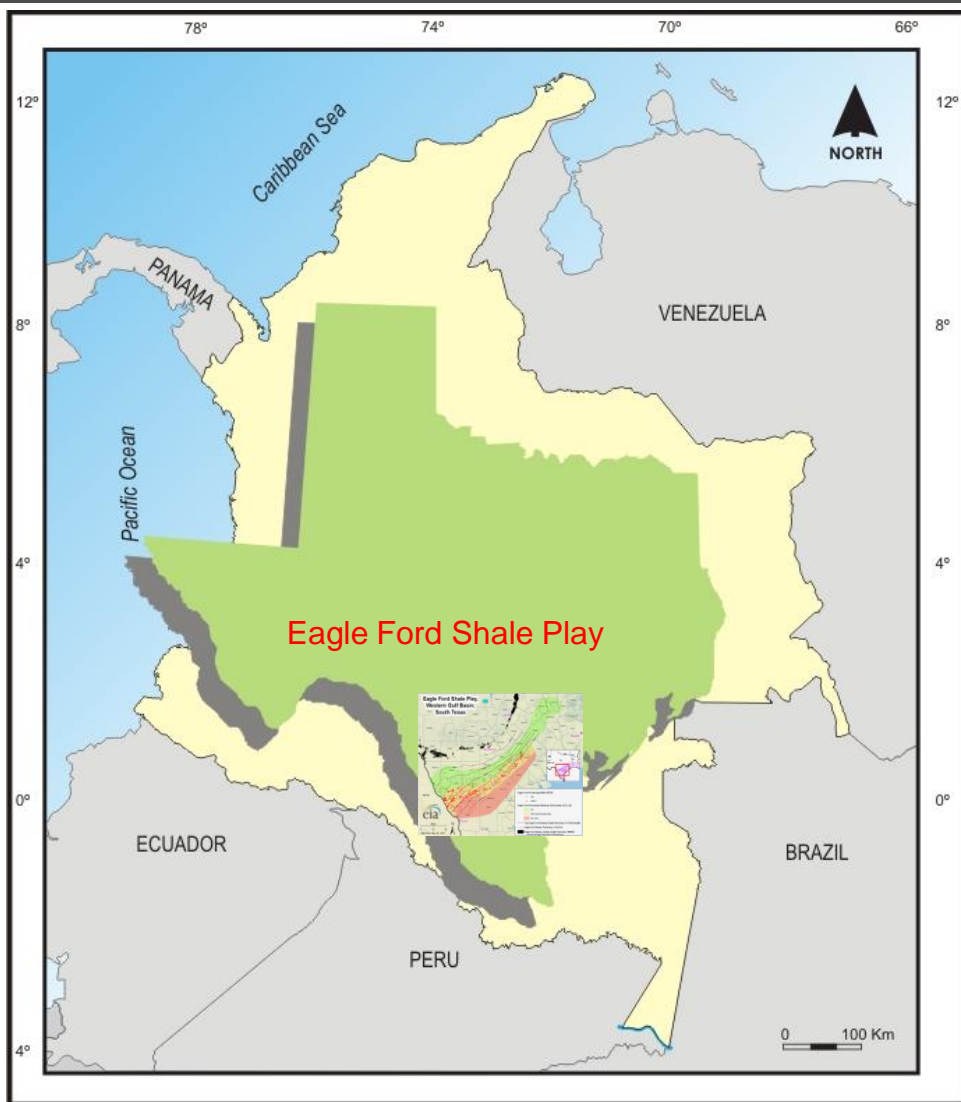 78º
74º
70º
66º
12º
12º
Caribbean Sea
NORTH
PANAMA
VENEZUELA
8º
8º
Pacific Ocean
4º
4º
Eagle Ford Shale Play
Eagle Ford Shale Play,
Western Gulf Basin,
South Texas
eia
0º
0º
ECUADOR
BRAZIL
PERU
0 100 Km
4º